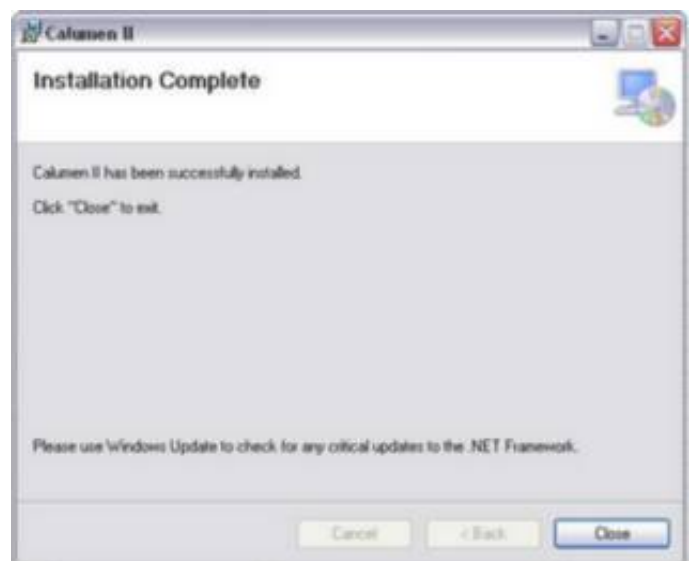 Calumen II
Installation Complete
Calumen II has been successfully installed.
Click "Close" to exit.
Please use Windows Update to check for any critical updates to the .NET Framework.
Cancel
< Back
Close